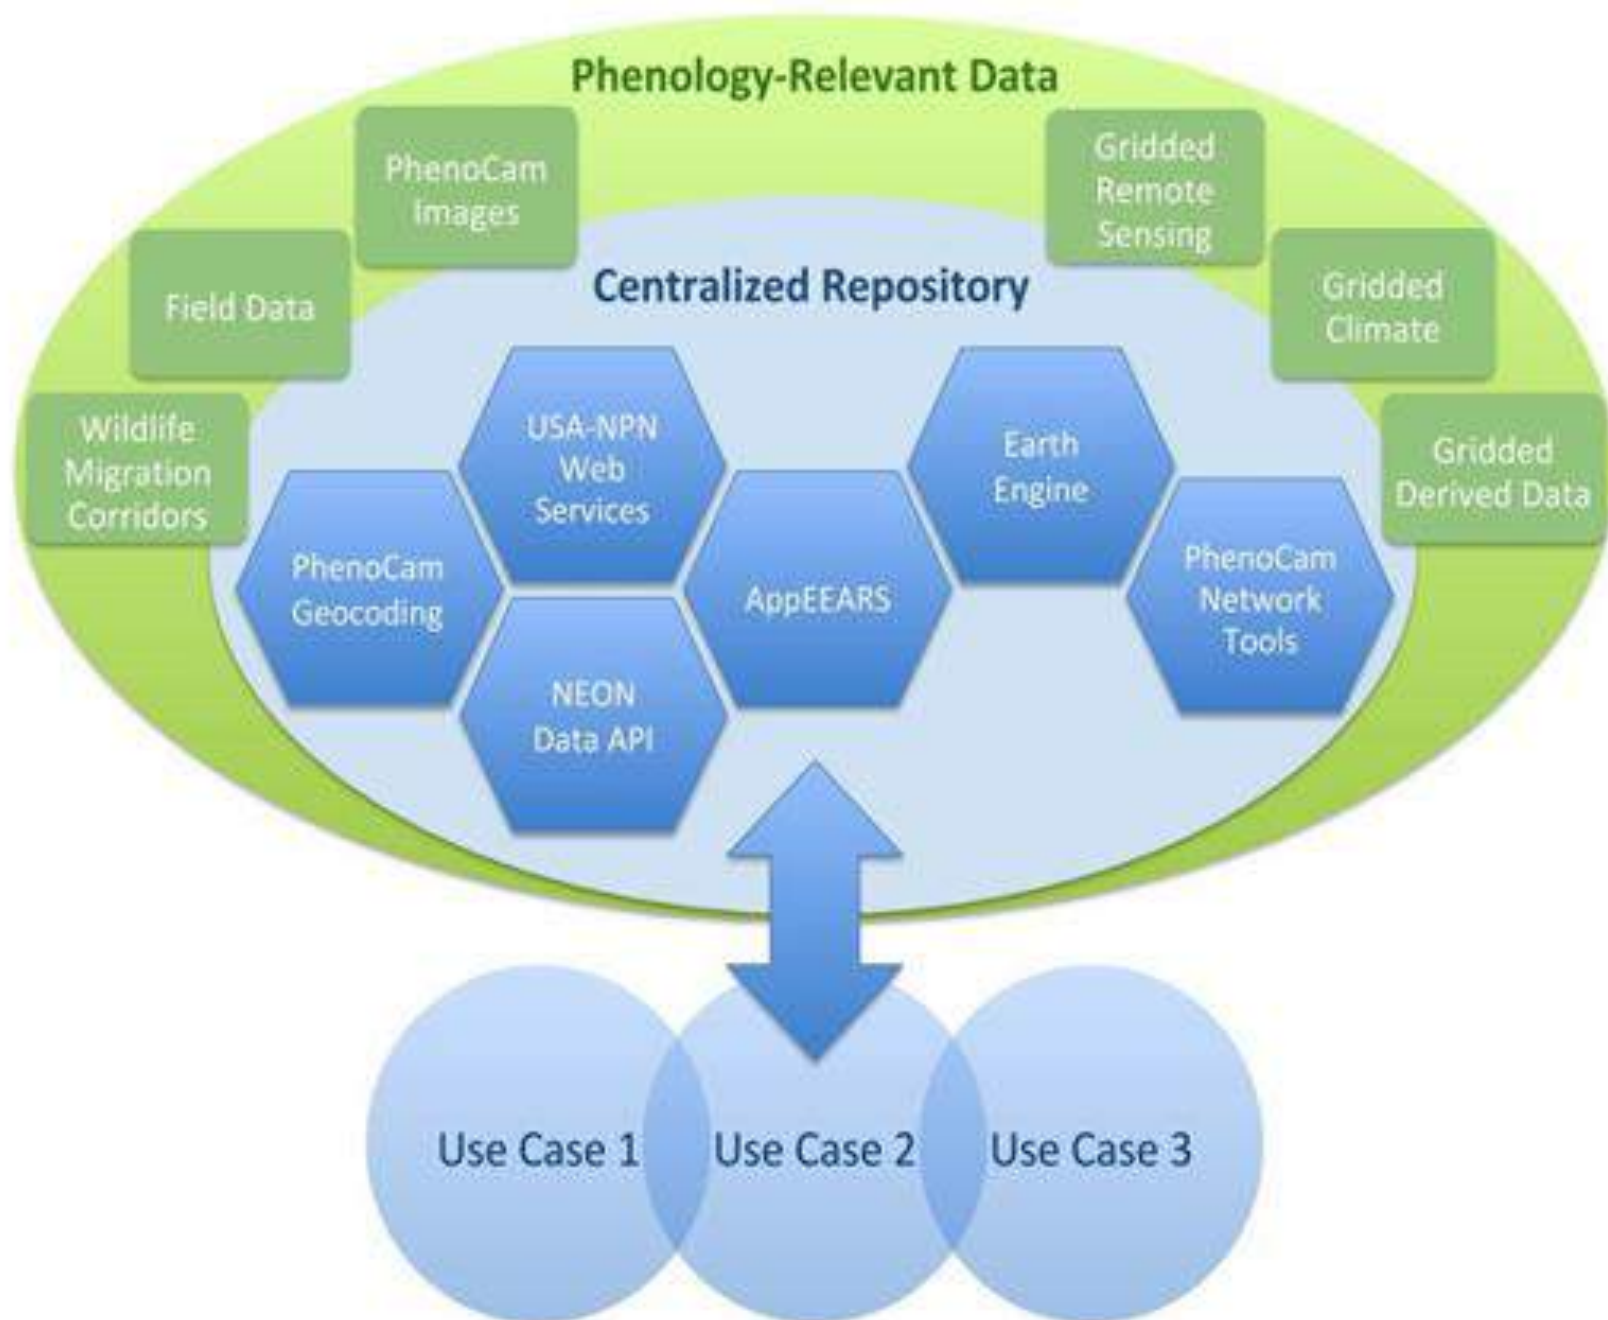 Phenology-Relevant Data
PhenoCam
Images
Gridded
Remote
Sensing
Field Data
Gridded
Climate
Wildlife
Migration
Corridors
Gridded
Derived Data
Centralized Repository
USA-NPN
Web
Services
Earth
Engine
PhenoCam
Geocoding
AppEEARS
PhenoCam
Network
Tools
NEON
Data API
Use Case 1
Use Case 2
Use Case 3